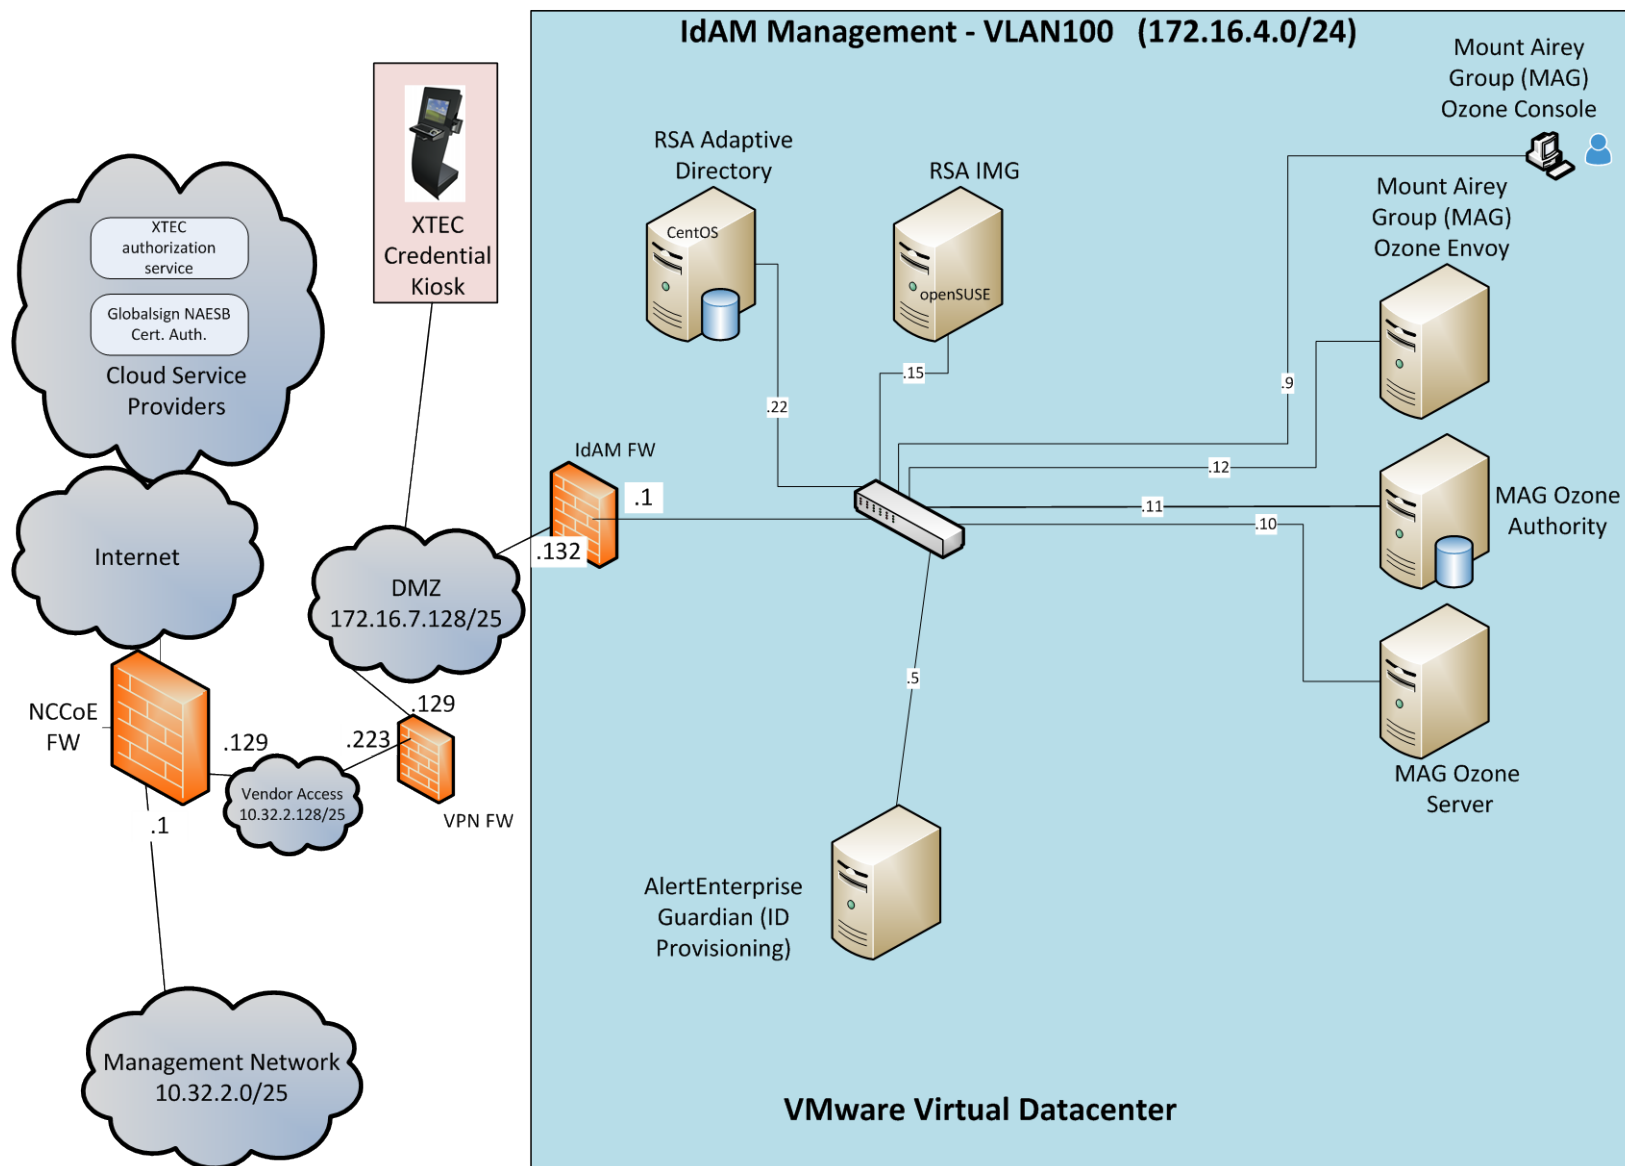 IdAM Management - VLAN100 (172.16.4.0/24)
Mount Airey
Group (MAG)
Ozone Console
RSA Adaptive
Directory
CentOS
RSA IMG
openSUSE
Mount Airey
Group (MAG)
Ozone Envoy
XTEC
Credential
Kiosk
XTEC
authorization
service
Globalsign NAESB
Cert. Auth.
Cloud Service
Providers
.15
.9
.22
IdAM FW
.1
.12
.11
.10
MAG Ozone
Authority
Internet
.132
DMZ
172.16.7.128/25
.5
NCCoE
FW
.129
.129
.223
Vendor Access
10.32.2.128/25
VPN FW
.1
MAG Ozone
Server
AlertEnterprise
Guardian (ID
Provisioning)
Management Network
10.32.2.0/25
VMware Virtual Datacenter